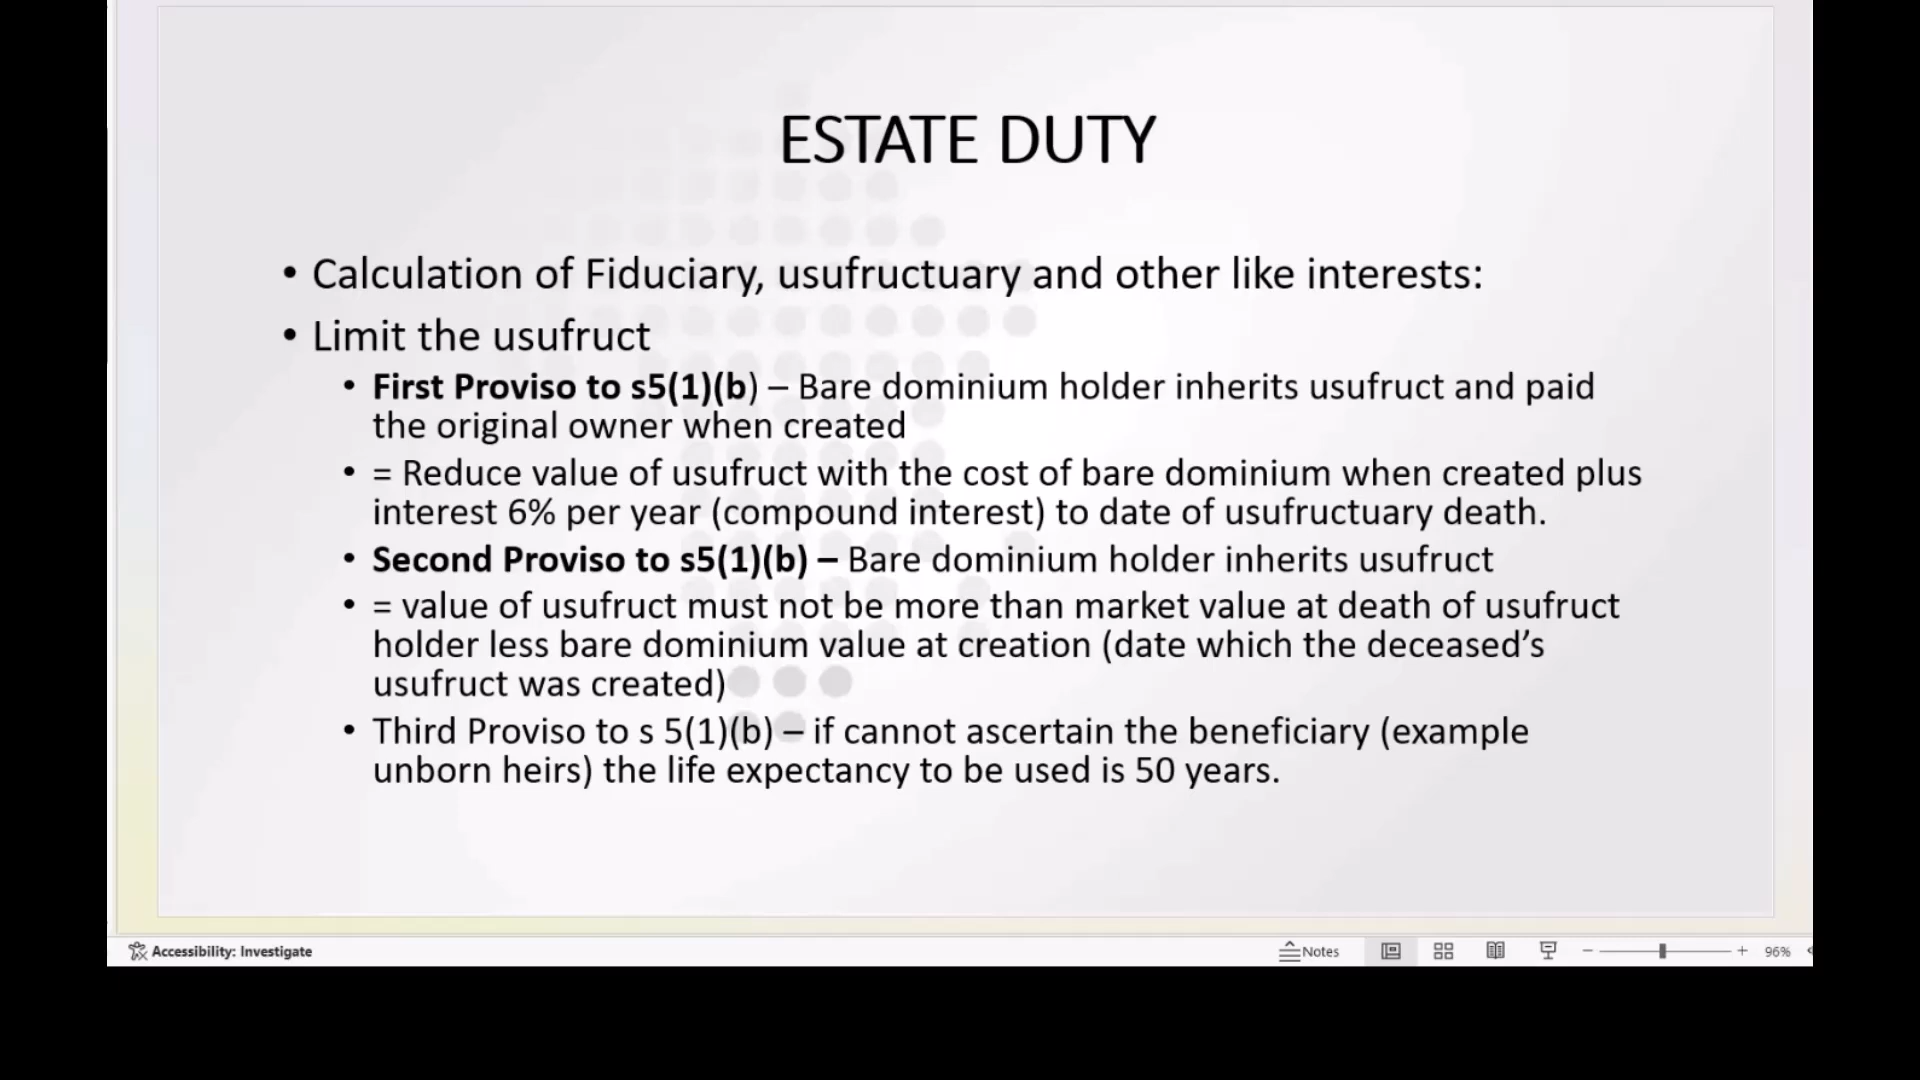 ESTATE DUTY
• Calculation of Fiduciary, usufructuary and other like interests:
• Limit the usufruct
• First Proviso to s5(1)(b) – Bare dominium holder inherits usufruct and paid
the original owner when created
• = Reduce value of usufruct with the cost of bare dominium when created plus
interest 6% per year (compound interest) to date of usufructuary death.
• Second Proviso to s5(1)(b) – Bare dominium holder inherits usufruct
• = value of usufruct must not be more than market value at death of usufruct
holder less bare dominium value at creation (date which the deceased’s
usufruct was created)
• Third Proviso to s 5(1)(b) – if cannot ascertain the beneficiary (example
unborn heirs) the life expectancy to be used is 50 years.
Accessibility: Investigate
Notes
96%